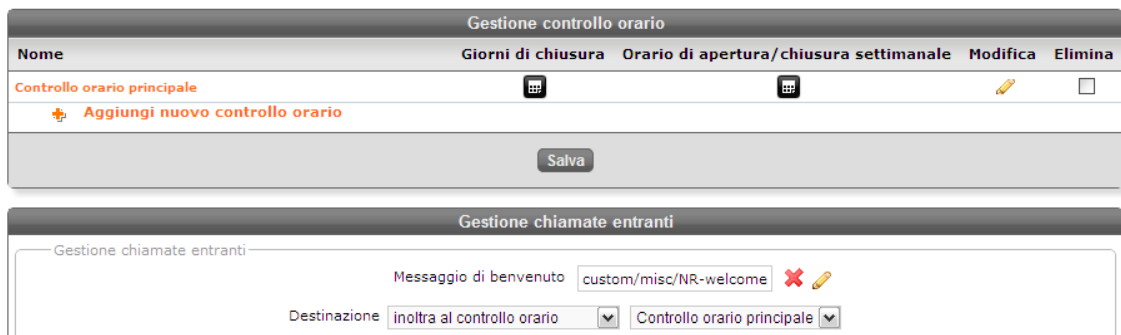 Gestione controllo orario
Nome Giorni di chiusura Orario di apertura/chiusura settimanale Modifica Elimina
Controllo orario principale
Aggiungi nuovo controllo orario
Salva
Gestione chiamate entranti
Gestione chiamate entranti
Messaggio di benvenuto custom/misc/NR-welcome
Destinazione inoltra al controllo orario Controllo orario principale